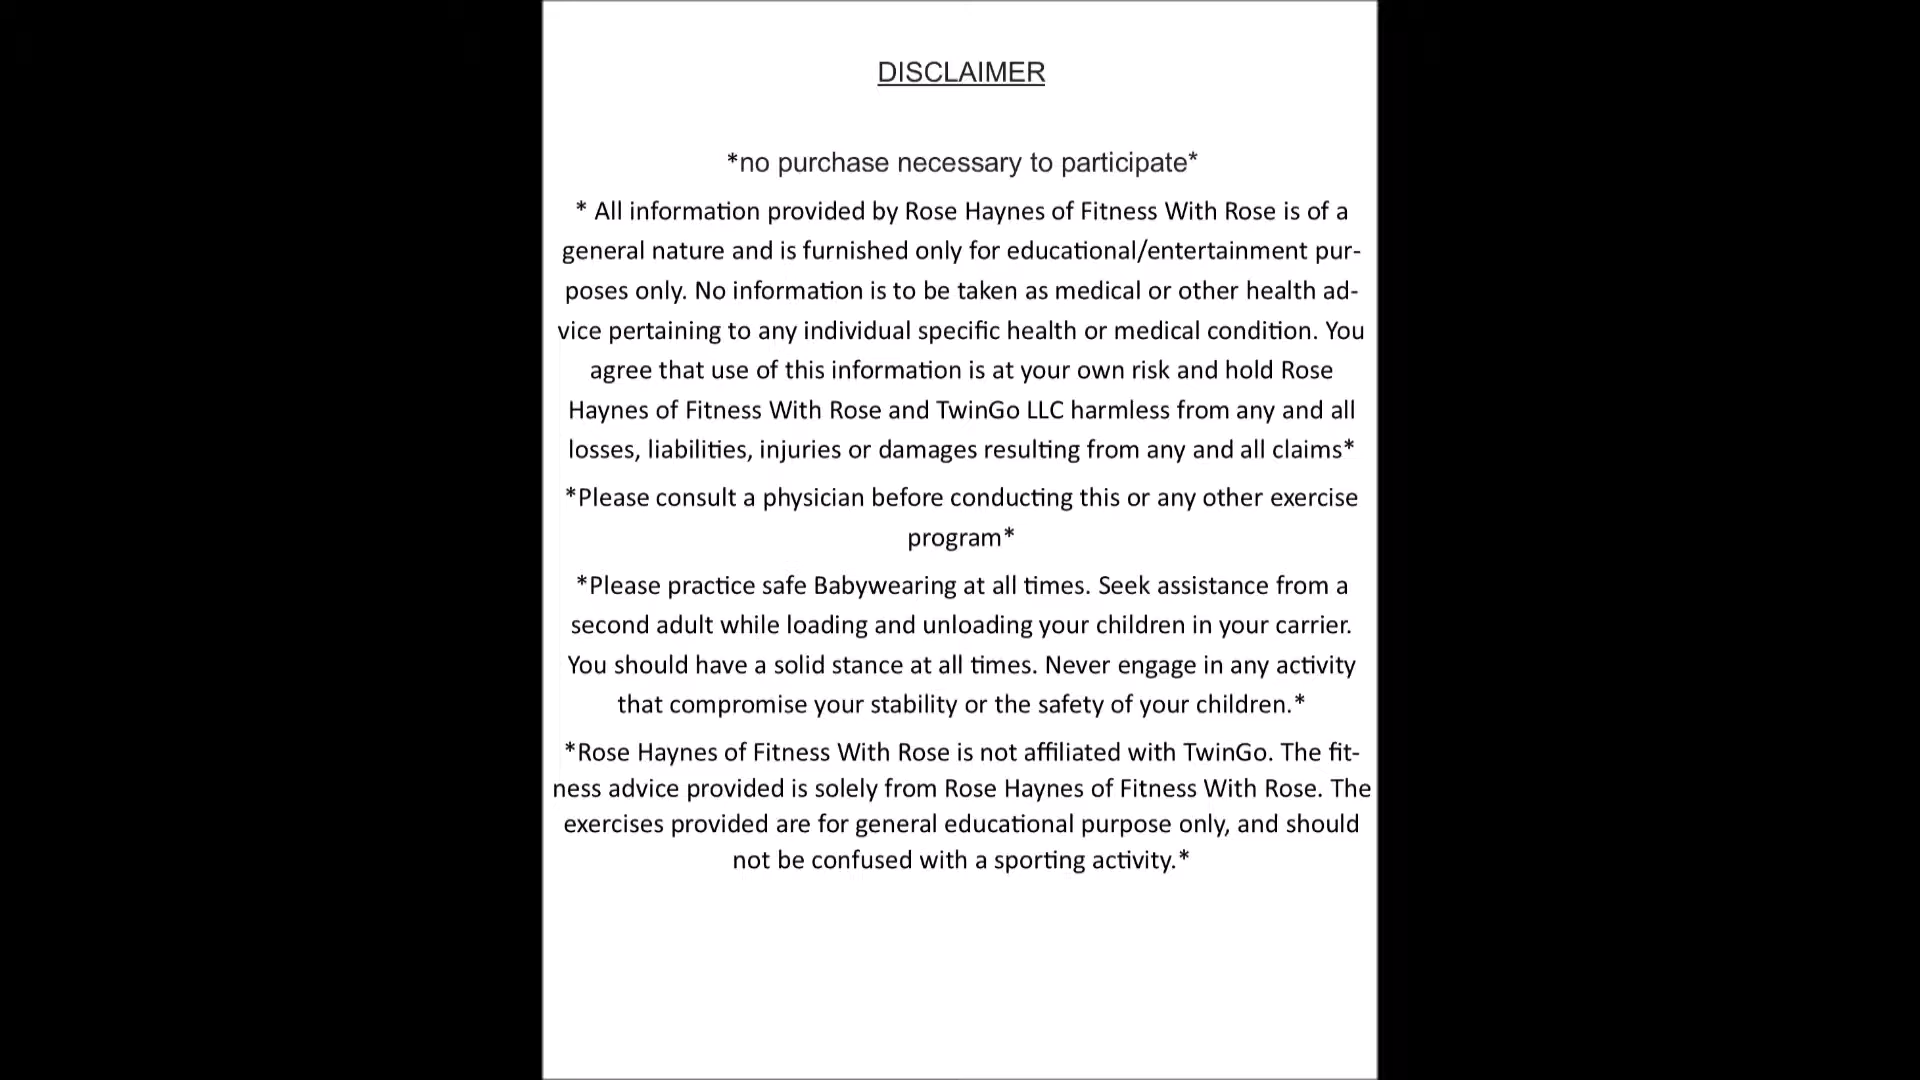 DISCLAIMER
*no purchase necessary to participate*
* All information provided by Rose Haynes of Fitness With Rose is of a
general nature and is furnished only for educational/entertainment pur-
poses only. No information is to be taken as medical or other health ad-
vice pertaining to any individual specific health or medical condition. You
agree that use of this information is at your own risk and hold Rose
Haynes of Fitness With Rose and TwinGo LLC harmless from any and all
losses, liabilities, injuries or damages resulting from any and all claims*
*Please consult a physician before conducting this or any other exercise
program*
*Please practice safe Babywearing at all times. Seek assistance from a
second adult while loading and unloading your children in your carrier.
You should have a solid stance at all times. Never engage in any activity
that compromise your stability or the safety of your children.*
*Rose Haynes of Fitness With Rose is not affiliated with TwinGo. The fit-
ness advice provided is solely from Rose Haynes of Fitness With Rose. The
exercises provided are for general educational purpose only, and should
not be confused with a sporting activity.*